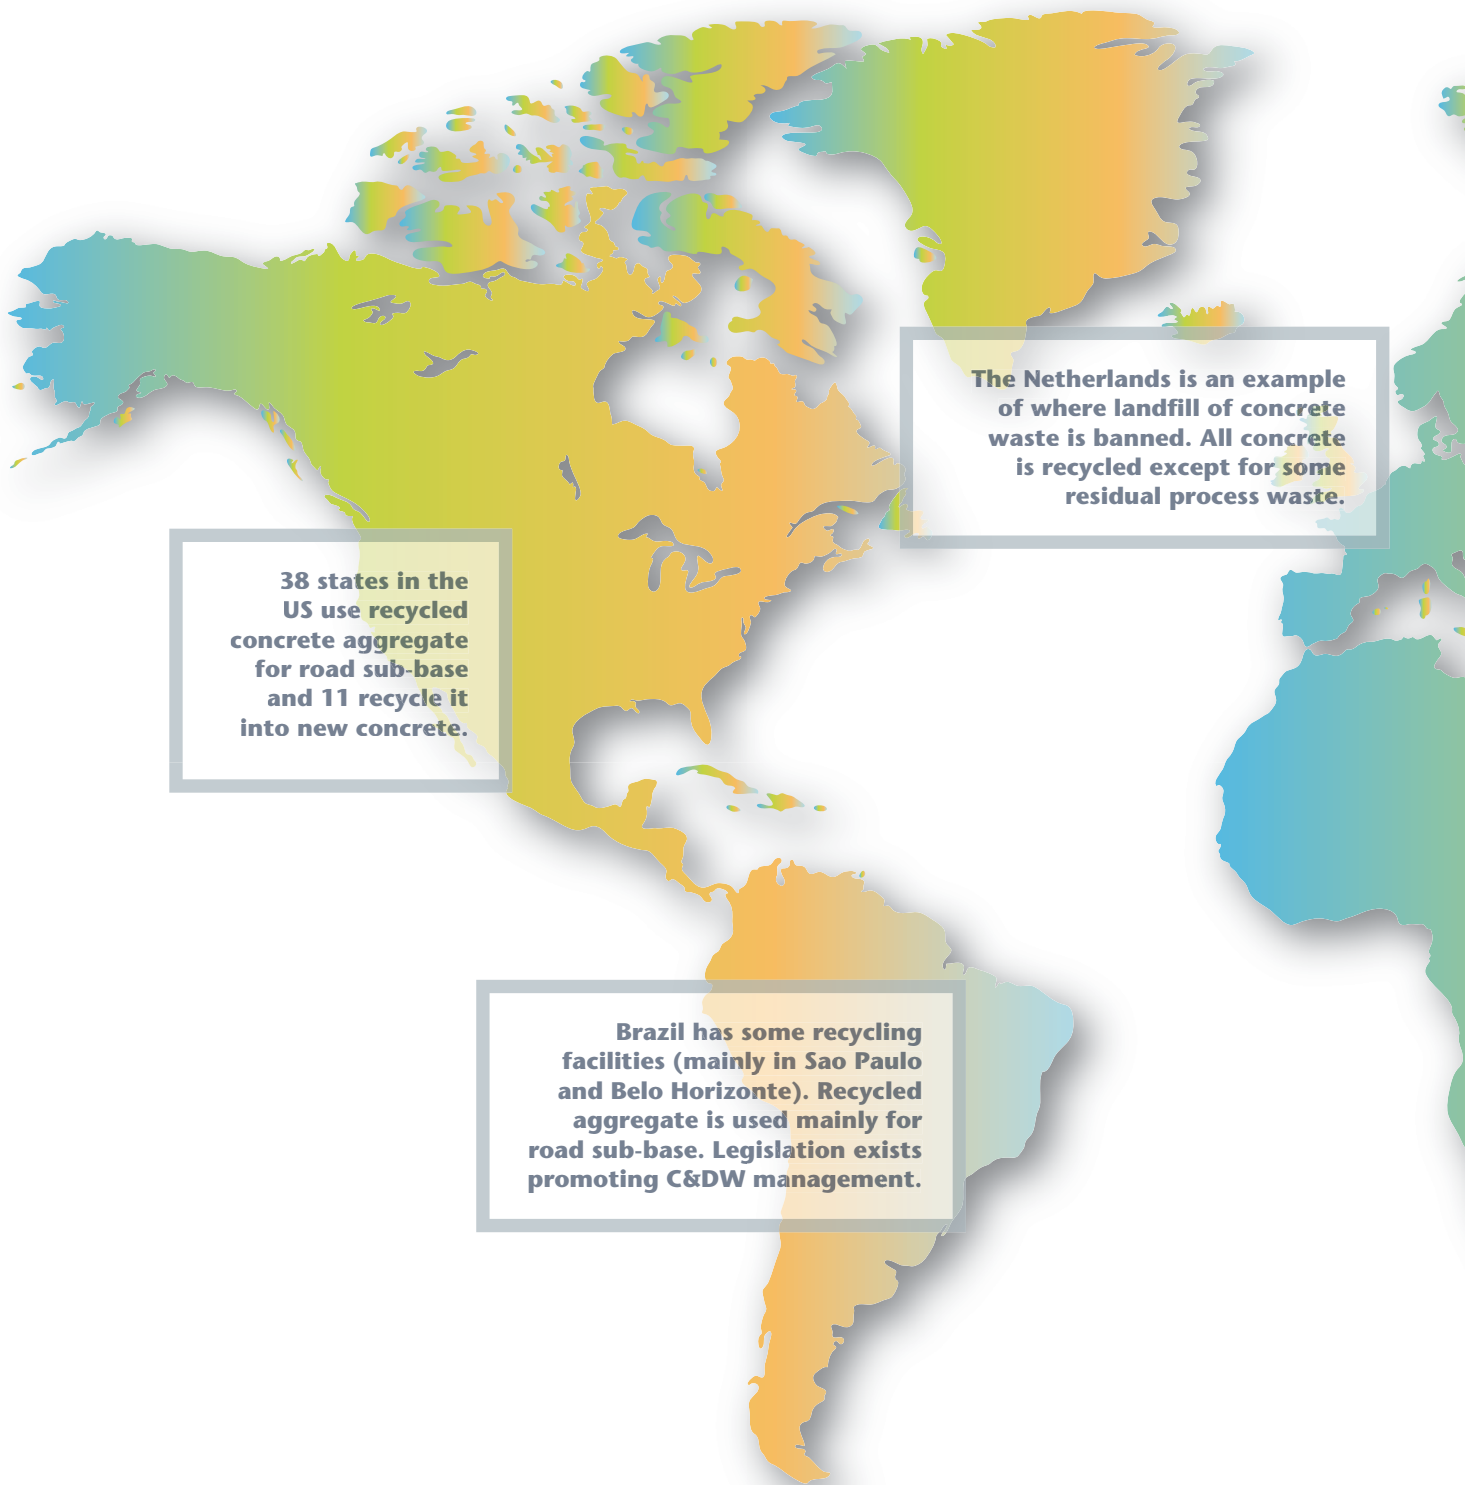 The Netherlands is an example
of where landfill of concrete
waste is banned. All concrete
is recycled except for some
residual process waste.
38 states in the
US use recycled
concrete aggregate
for road sub-base
and 11 recycle it
into new concrete.
Brazil has some recycling
facilities (mainly in Sao Paulo
and Belo Horizonte). Recycled
aggregate is used mainly for
road sub-base. Legislation exists
promoting C&DW management.